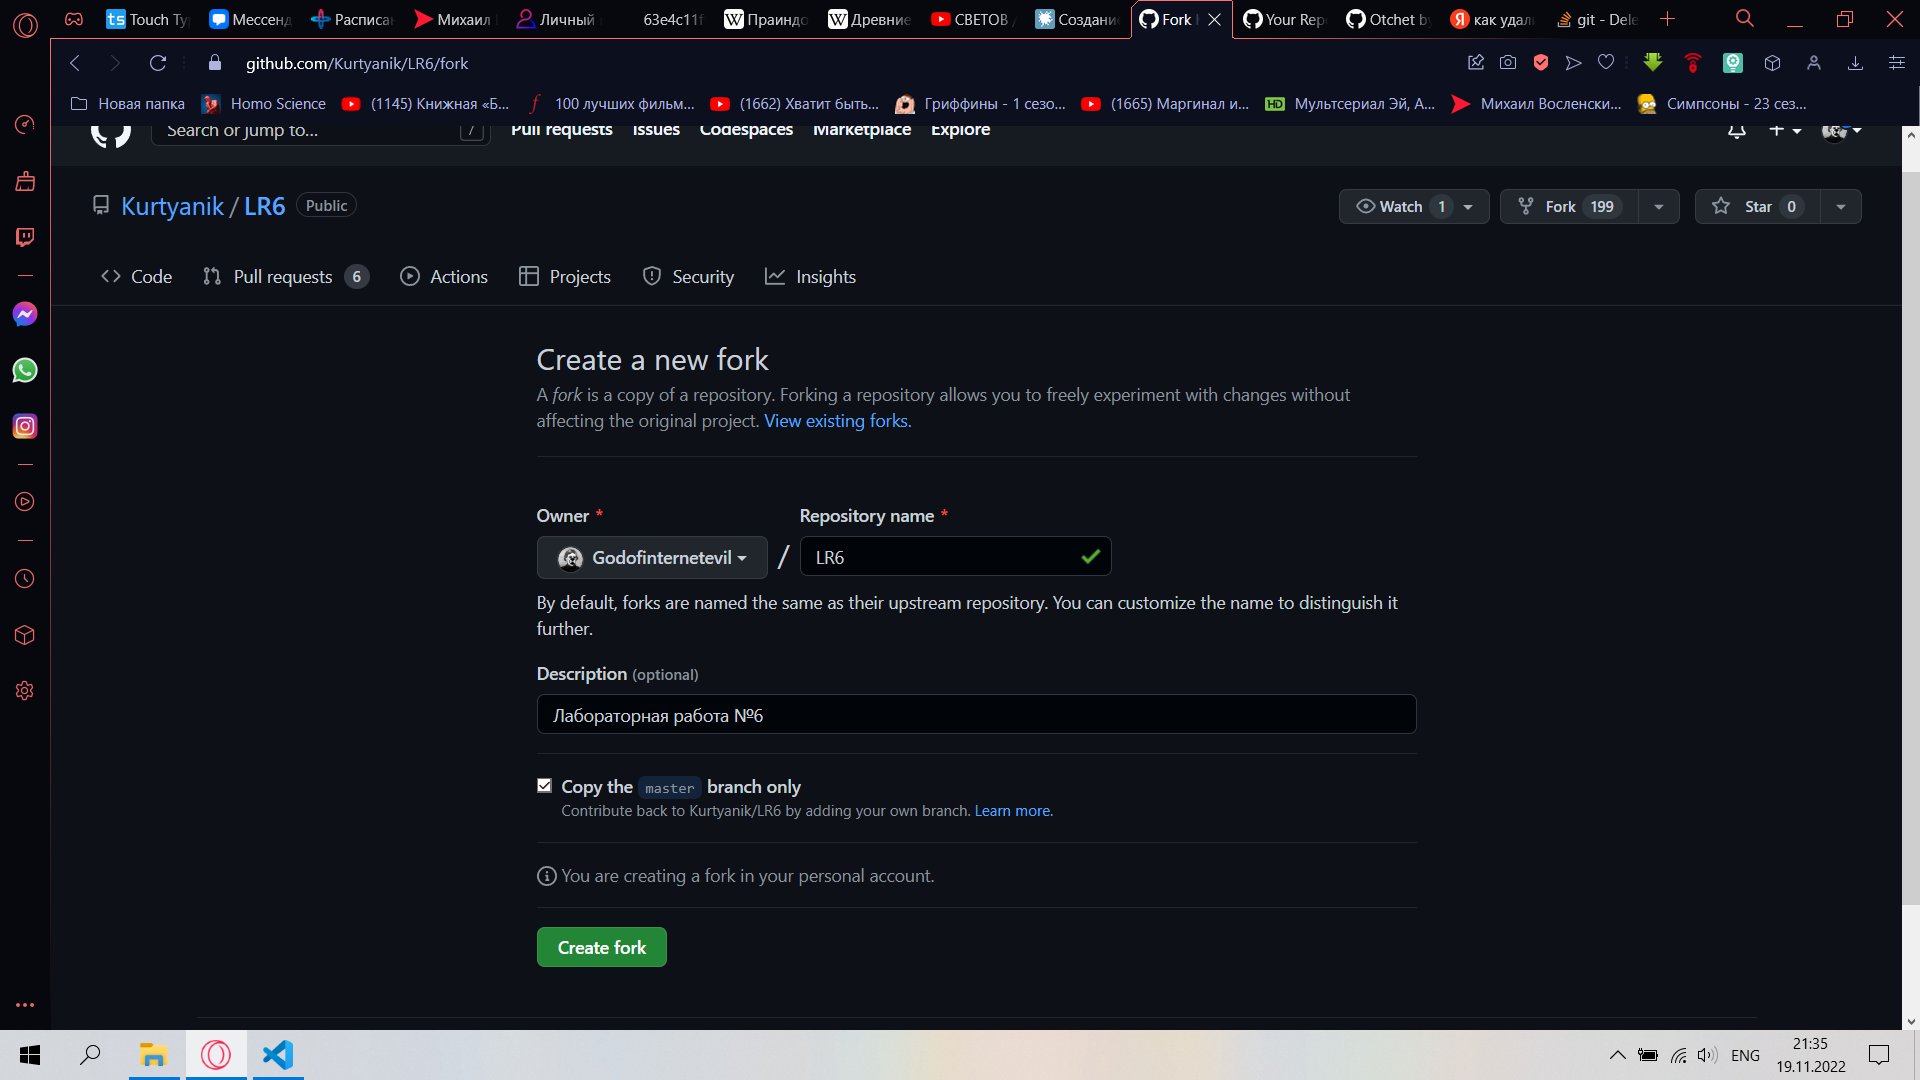 Touch Ty
Мессенд
Расписан
Михаил
Личный
63e4c11f
Праиндо
Древние
СВЕТОВ
Создани
Fork
Your Rep
Otchet by
как удал
git - Dele
github.com/Kurtyanik/LR6/fork
Новая папка
Homo Science
(1145) Книжная «Б...
100 лучших фильм...
(1662) Хватит быть...
Гриффины - 1 сезо...
(1665) Маргинал и...
HD Мультсериал Эй, А...
Михаил Восленски...
Симпсоны - 23 сез...
Search or jump to...
/
Pull requests
Issues
Codespaces
Marketplace
Explore
Kurtyanik / LR6 Public
Watch 1
Fork 199
Star 0
Code
Pull requests 6
Actions
Projects
Security
Insights
Create a new fork
A fork is a copy of a repository. Forking a repository allows you to freely experiment with changes without
affecting the original project. View existing forks.
Owner *
Repository name *
Godofinternetevil / LR6
By default, forks are named the same as their upstream repository. You can customize the name to distinguish it
further.
Description (optional)
Лабораторная работа №6
Copy the master branch only
Contribute back to Kurtyanik/LR6 by adding your own branch. Learn more.
You are creating a fork in your personal account.
Create fork
ENG
21:35
19.11.2022